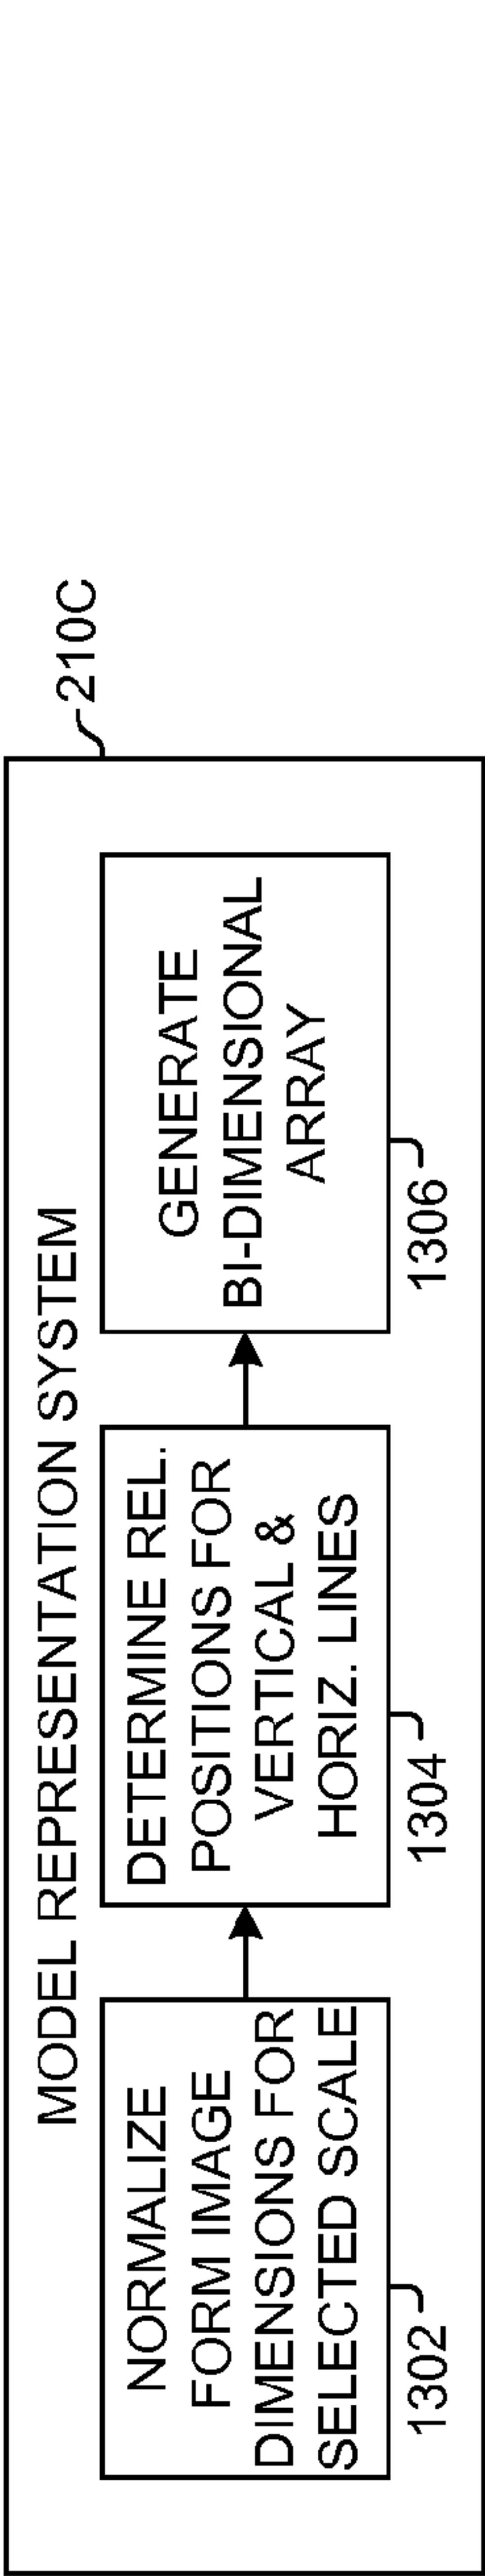 210C
MODEL REPRESENTATION SYSTEM
NORMALIZE
FORM IMAGE
DIMENSIONS FOR
SELECTED SCALE
1302
DETERMINE REL.
POSITIONS FOR
VERTICAL &
HORIZ. LINES
1304
GENERATE
BI-DIMENSIONAL
ARRAY
1306